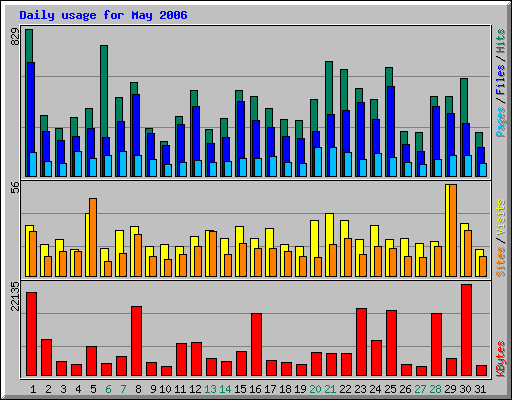 Daily usage for May 2006
829
Pages / Files / Hits
56
Sites / Visits
22135
KBytes
1 2 3 4 5 6 7 8 9 10 11 12 13 14 15 16 17 18 19 20 21 22 23 24 25 26 27 28 29 30 31